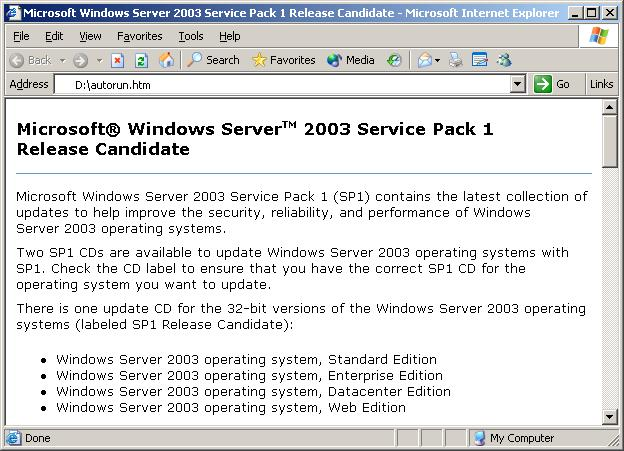 Microsoft Windows Server 2003 Service Pack 1 Release Candidate - Microsoft Internet Explorer
File Edit View Favorites Tools Help
Back Search Favorites Media
Address D:\autorun.htm Go Links
Microsoft® Windows Server™ 2003 Service Pack 1
Release Candidate
Microsoft Windows Server 2003 Service Pack 1 (SP1) contains the latest collection of
updates to help improve the security, reliability, and performance of Windows
Server 2003 operating systems.
Two SP1 CDs are available to update Windows Server 2003 operating systems with
SP1. Check the CD label to ensure that you have the correct SP1 CD for the
operating system you want to update.
There is one update CD for the 32-bit versions of the Windows Server 2003 operating
systems (labeled SP1 Release Candidate):
• Windows Server 2003 operating system, Standard Edition
• Windows Server 2003 operating system, Enterprise Edition
• Windows Server 2003 operating system, Datacenter Edition
• Windows Server 2003 operating system, Web Edition
Done My Computer